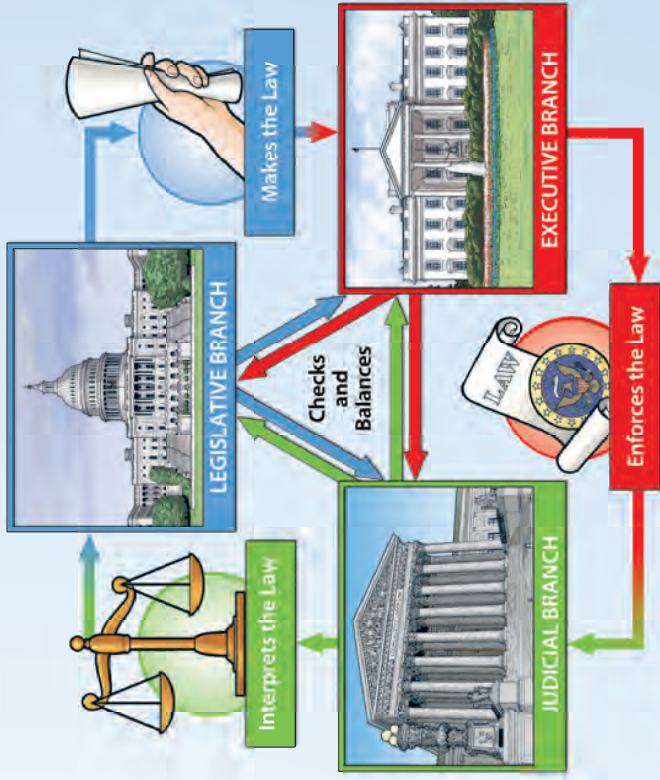 LEGISLATIVE BRANCH
Makes the Law
EXECUTIVE BRANCH
Enforces the Law
LAW
JUDICIAL BRANCH
Interprets the Law
Checks
and
Balances